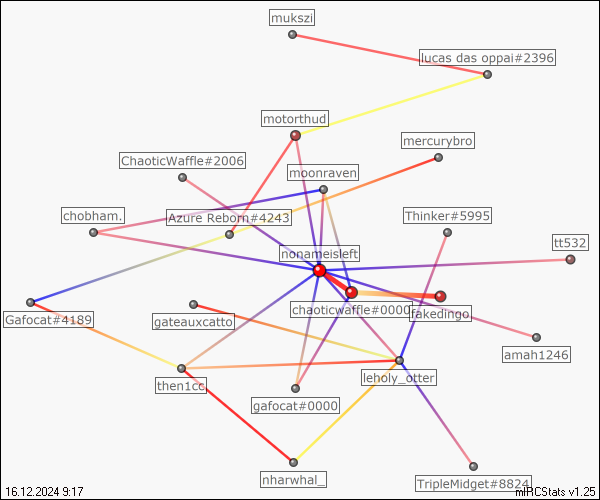 mukszi
lucas das oppai#2396
motorthud
mercurybro
ChaoticWaffle#2006
moonraven
chobham.
Azure Reborn#4243
Thinker#5995
tt532
nonameisleft
chaoticwaffle#0000
fakedingo
Gafocat#4189
gateauxcatto
amah1246
then1cc
leholy_otter
gafocat#0000
nharwhal_
TripleMidget#8824
16.12.2024 9:17
mIRCStats v1.25